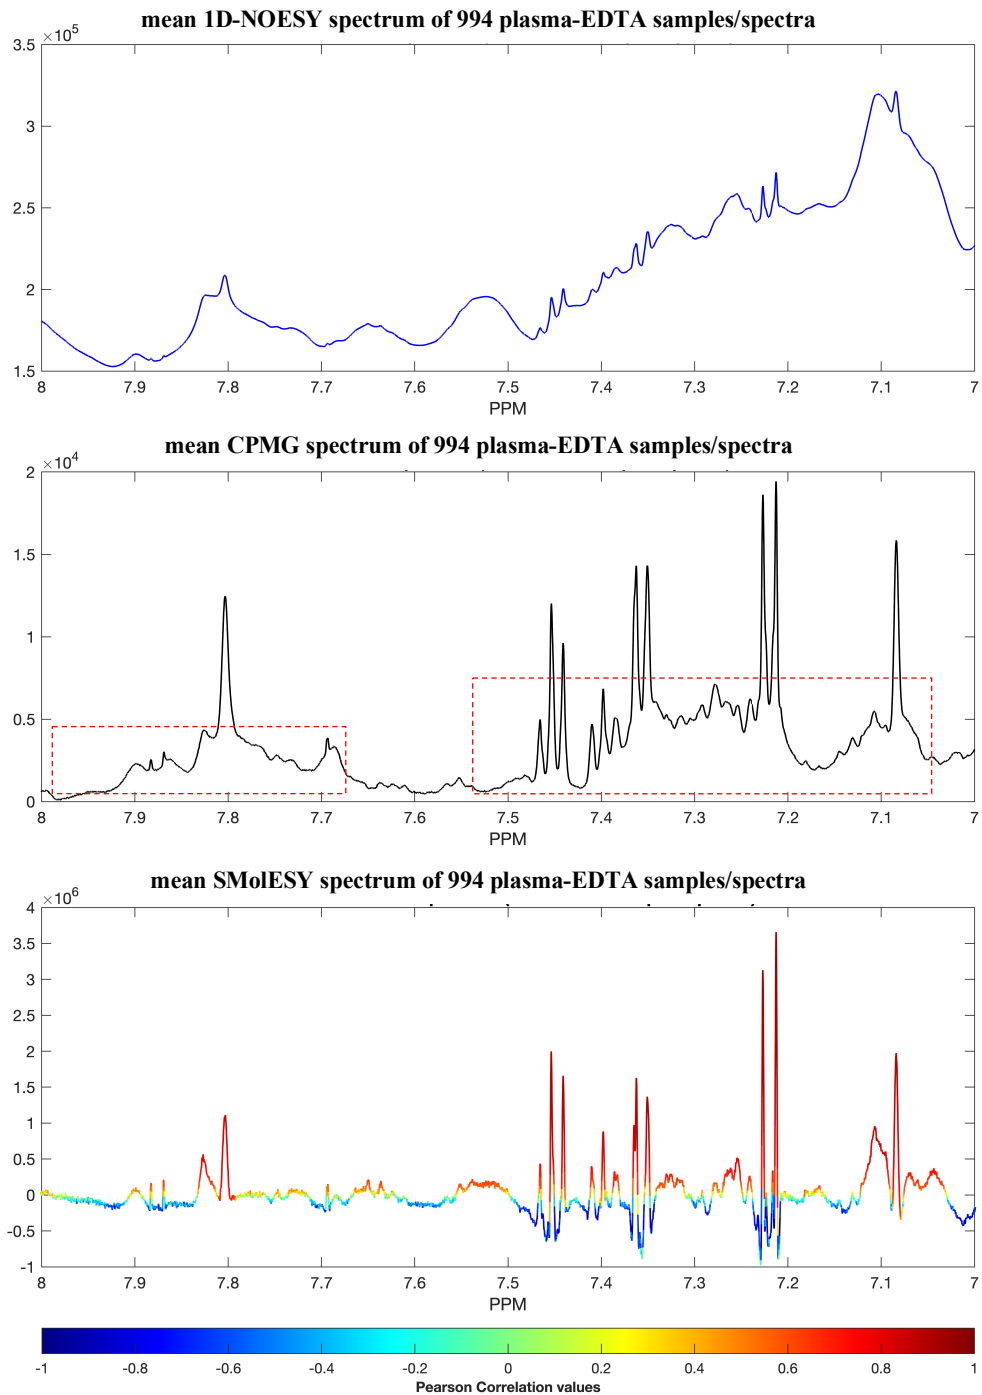 mean 1D-NOESY spectrum of 994 plasma-EDTA samples/spectra
×10⁵
3.5
3
2.5
2
1.5
8 7.9 7.8 7.7 7.6 7.5 7.4 7.3 7.2 7.1 7
PPM
mean CPMG spectrum of 994 plasma-EDTA samples/spectra
×10⁴
2
1.5
1
0.5
0
8 7.9 7.8 7.7 7.6 7.5 7.4 7.3 7.2 7.1 7
PPM
mean SMolESY spectrum of 994 plasma-EDTA samples/spectra
×10⁶
4
3.5
3
2.5
2
1.5
1
0.5
0
-0.5
-1
8 7.9 7.8 7.7 7.6 7.5 7.4 7.3 7.2 7.1 7
PPM
-1 -0.8 -0.6 -0.4 -0.2 0 0.2 0.4 0.6 0.8 1
Pearson Correlation values